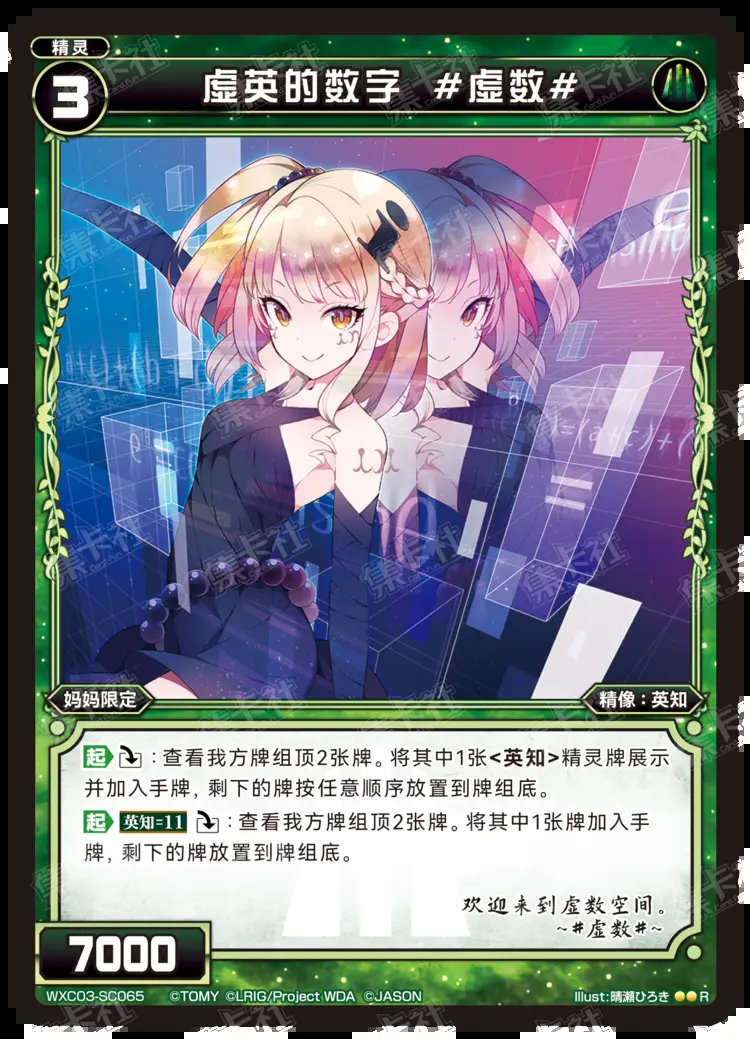 精灵
3
虚英的数字 #虚数#
妈妈限定
精像：英知
起：查看我方牌组顶2张牌。将其中1张<英知>精灵牌展示
并加入手牌，剩下的牌按任意顺序放置到牌组底。
起 英知=11：查看我方牌组顶2张牌。将其中1张牌加入手
牌，剩下的牌放置到牌组底。
欢迎来到虚数空间。
~#虚数#~
7000
WXC03-SC065 ©TOMY ©LRIG/Project WDA ©JASON
Illust:晴瀬ひろき R
集卡社